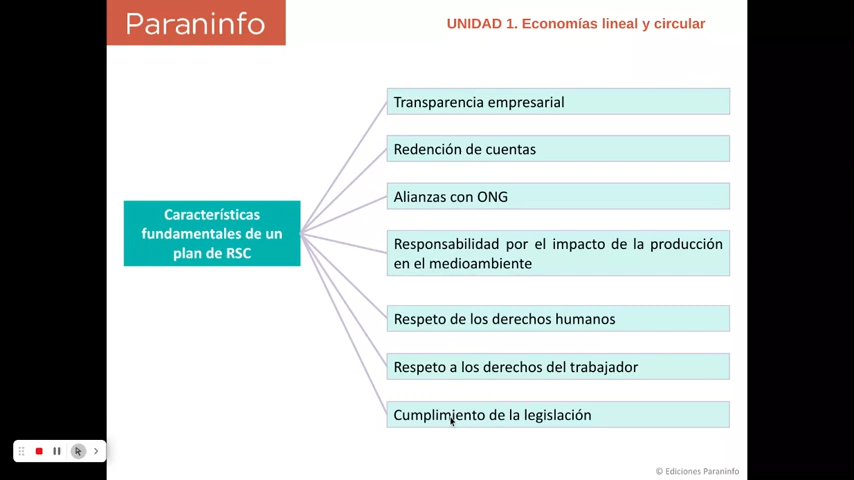 Paraninfo
UNIDAD 1. Economías lineal y circular
Transparencia empresarial
Redención de cuentas
Alianzas con ONG
Responsabilidad por el impacto de la producción
en el medioambiente
Características
fundamentales de un
plan de RSC
Respeto de los derechos humanos
Respeto a los derechos del trabajador
Cumplimiento de la legislación
© Ediciones Paraninfo